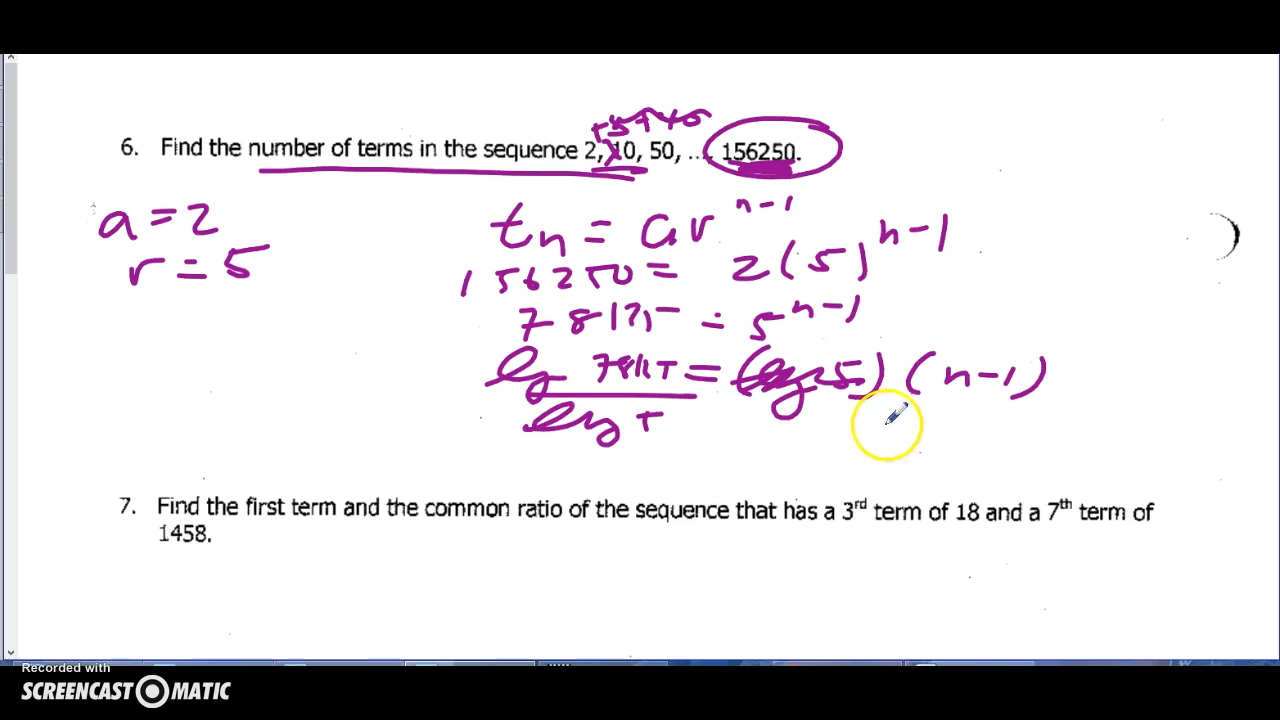 6. Find the number of terms in the sequence 2, 10, 50, .... 156250.
a = 2
r = 5
tn = ar^n-1
156250 = 2(5)^n-1
78125 = 5^n-1
log 78125 = (log 5)(n-1)
log 5
7. Find the first term and the common ratio of the sequence that has a 3rd term of 18 and a 7th term of
1458.
Recorded with
SCREENCAST MATIC